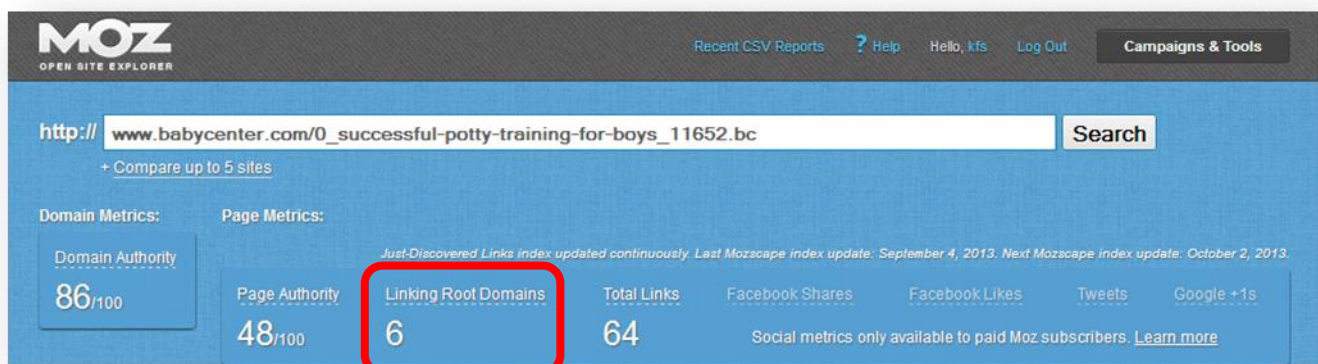 MOZ
OPEN SITE EXPLORER
Recent CSV Reports ? Help Hello, kfs Log Out Campaigns & Tools
http:// www.babycenter.com/0_successful-potty-training-for-boys_11652.bc Search
+ Compare up to 5 sites
Domain Metrics: Page Metrics:
Just-Discovered Links index updated continuously. Last Mozscape index update: September 4, 2013. Next Mozscape index update: October 2, 2013.
Domain Authority
86/100
Page Authority Linking Root Domains Total Links Facebook Shares Facebook Likes Tweets Google +1s
48/100 6 64 Social metrics only available to paid Moz subscribers. Learn more